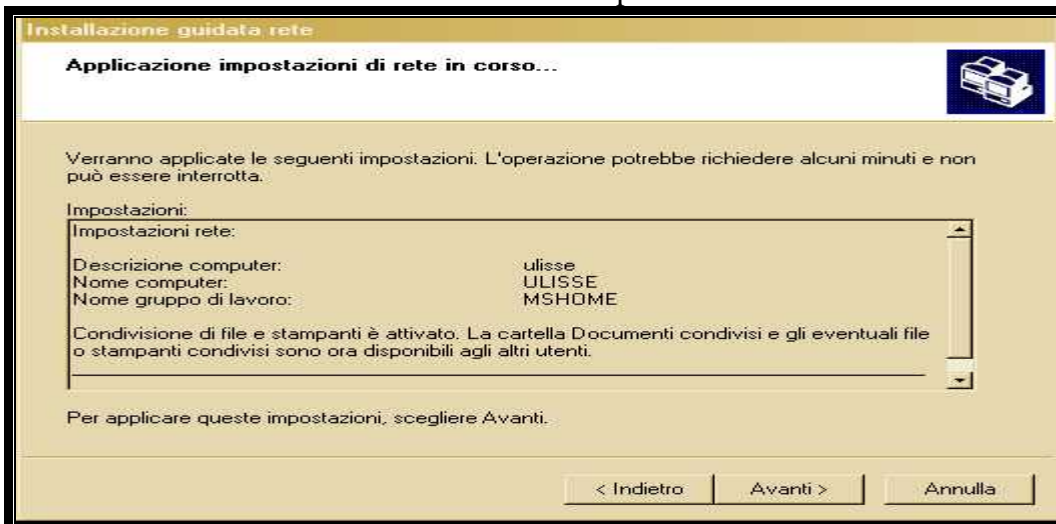 Installazione guidata rete
Applicazione impostazioni di rete in corso...
Verranno applicate le seguenti impostazioni. L'operazione potrebbe richiedere alcuni minuti e non
può essere interrotta.
Impostazioni:
Impostazioni rete:
Descrizione computer: ulisse
Nome computer: ULISSE
Nome gruppo di lavoro: MSHOME
Condivisione di file e stampanti è attivato. La cartella Documenti condivisi e gli eventuali file
o stampanti condivisi sono ora disponibili agli altri utenti.
Per applicare queste impostazioni, scegliere Avanti.
< Indietro Avanti > Annulla